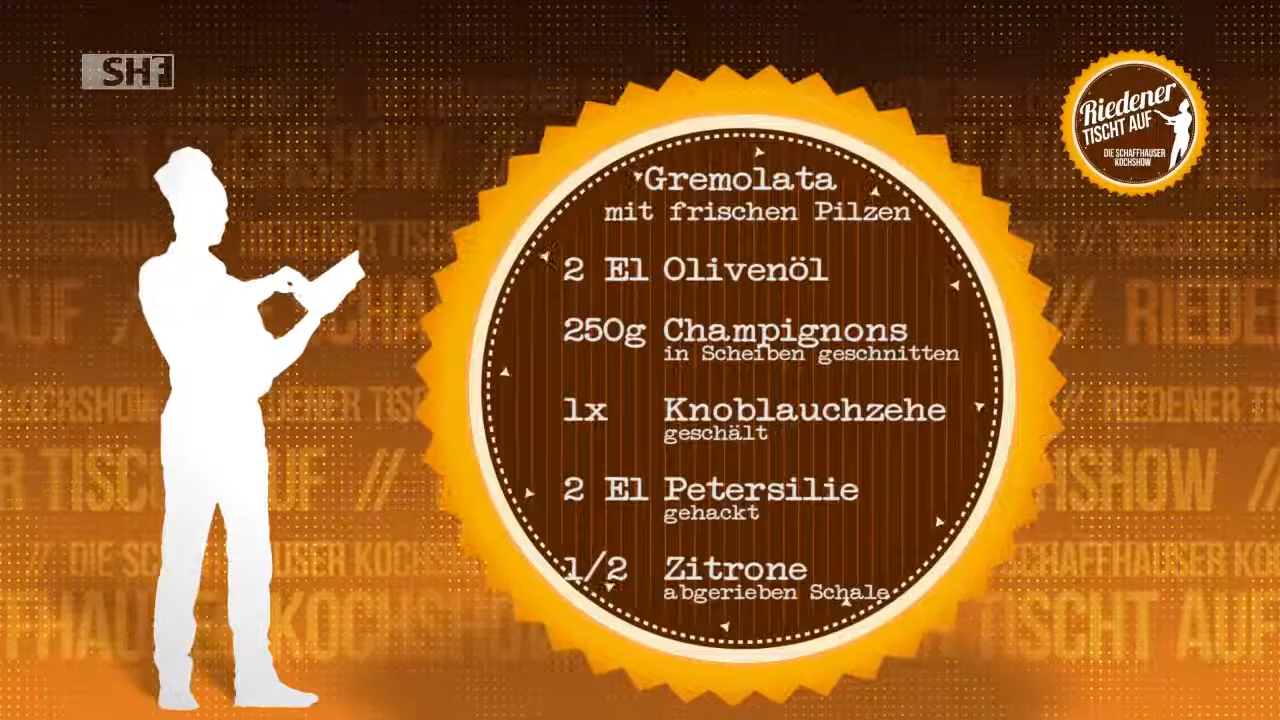 SHf
Riedener
TISCHT AUF
DIE SCHAFFHAUSER
KOCHSHOW
Gremolata
mit frischen Pilzen
2 El Olivenöl
250g Champignons
in Scheiben geschnitten
1x Knoblauchzehe
geschält
2 El Petersilie
gehackt
1/2 Zitrone
abgerieben Schale